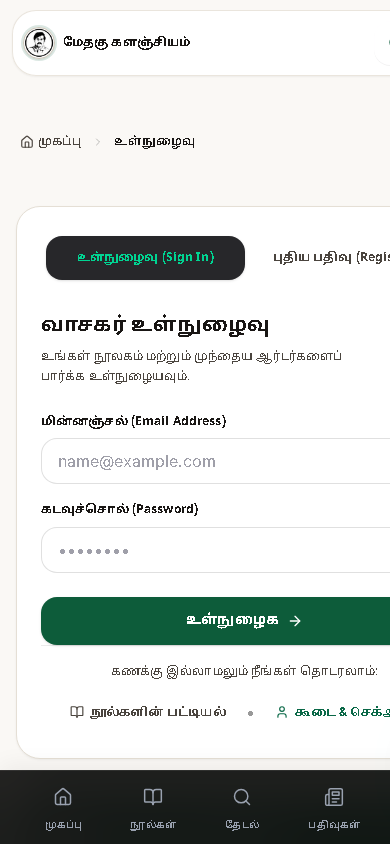 மேதகு களஞ்சியம்
முகப்பு > உள்நுழைவு
உள்நுழைவு (Sign In) புதிய பதிவு
வாசகர் உள்நுழைவு
உங்கள் நூலகம் மற்றும் முந்தைய ஆர்டர்களைப்
பார்க்க உள்நுழையவும்.
மின்னஞ்சல் (Email Address)
name@example.com
கடவுச்சொல் (Password)
உள்நுழைக →
கணக்கு இல்லாமலும் நீங்கள் தொடரலாம்:
நூல்களின் பட்டியல் • கூடை &
முகப்பு நூல்கள் தேடல் பதிவுகள்